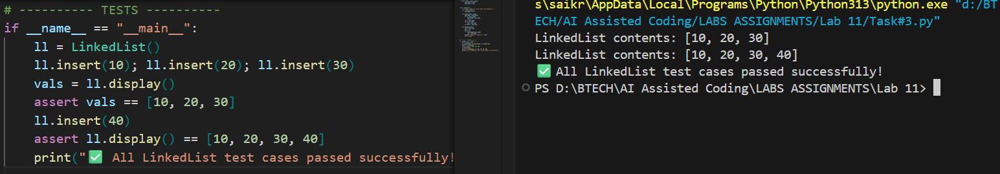 # ---------- TESTS ----------
if __name__ == "__main__":
    ll = LinkedList()
    ll.insert(10); ll.insert(20); ll.insert(30)
    vals = ll.display()
    assert vals == [10, 20, 30]
    ll.insert(40)
    assert ll.display() == [10, 20, 30, 40]
    print("✅ All LinkedList test cases passed successfully!
s\saikr\AppData\Local\Programs\Python\Python313\python.exe "d:/BT
ECH/AI Assisted Coding/LABS ASSIGNMENTS/Lab 11/Task#3.py"
LinkedList contents: [10, 20, 30]
LinkedList contents: [10, 20, 30, 40]
✅ All LinkedList test cases passed successfully!
PS D:\BTECH\AI Assisted Coding\LABS ASSIGNMENTS\Lab 11>